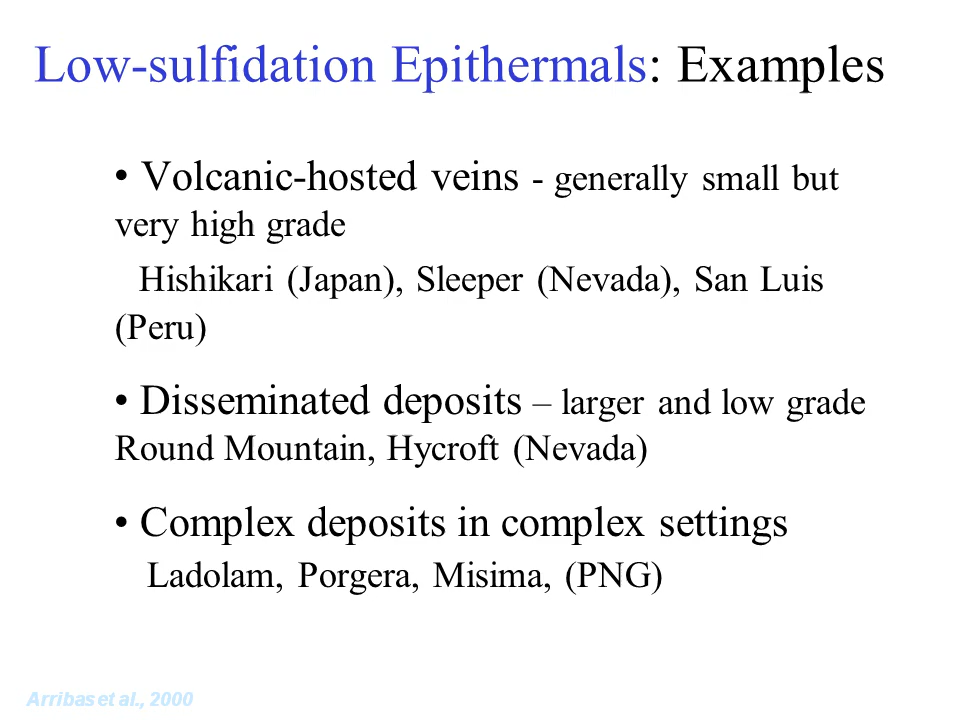 Low-sulfidation Epithermals: Examples
• Volcanic-hosted veins - generally small but
very high grade
Hishikari (Japan), Sleeper (Nevada), San Luis
(Peru)
• Disseminated deposits – larger and low grade
Round Mountain, Hycroft (Nevada)
• Complex deposits in complex settings
Ladolam, Porgera, Misima, (PNG)
Arribas et al., 2000